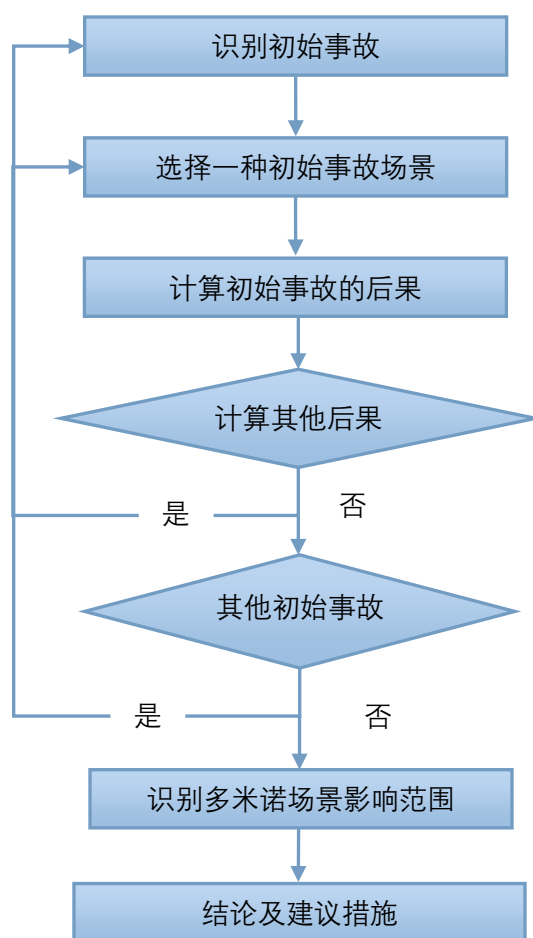 识别初始事故
选择一种初始事故场景
计算初始事故的后果
计算其他后果
是
否
其他初始事故
是
否
识别多米诺场景影响范围
结论及建议措施